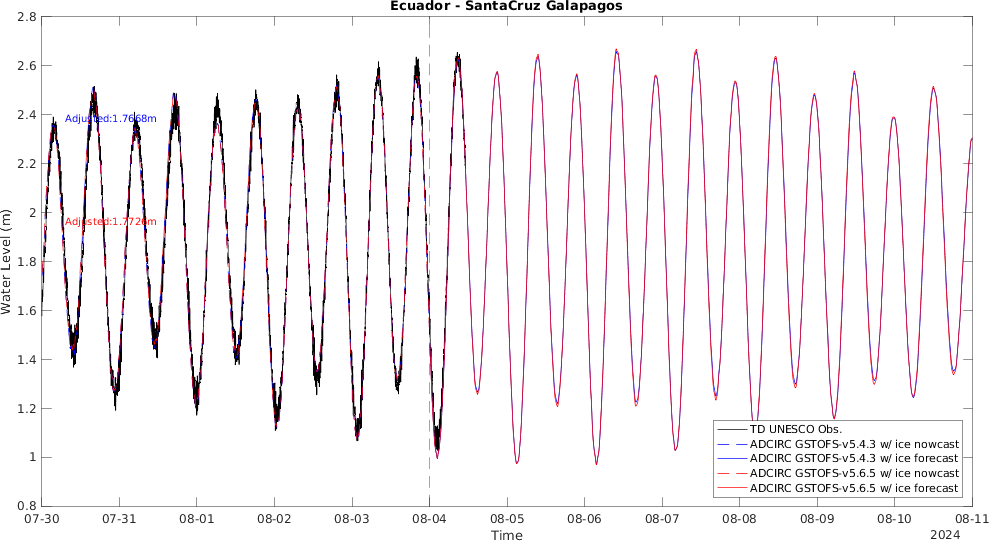 Ecuador - SantaCruz Galapagos
2.8
2.6
2.4
2.2
2
1.8
1.6
1.4
1.2
1
0.8
Water Level (m)
Adjusted:1.7668m
Adjusted:1.7726m
TD UNESCO Obs.
ADCIRC GSTOFS-v5.4.3 w/ ice nowcast
ADCIRC GSTOFS-v5.4.3 w/ ice forecast
ADCIRC GSTOFS-v5.6.5 w/ ice nowcast
ADCIRC GSTOFS-v5.6.5 w/ ice forecast
07-30 07-31 08-01 08-02 08-03 08-04 08-05 08-06 08-07 08-08 08-09 08-10 08-11
Time
2024